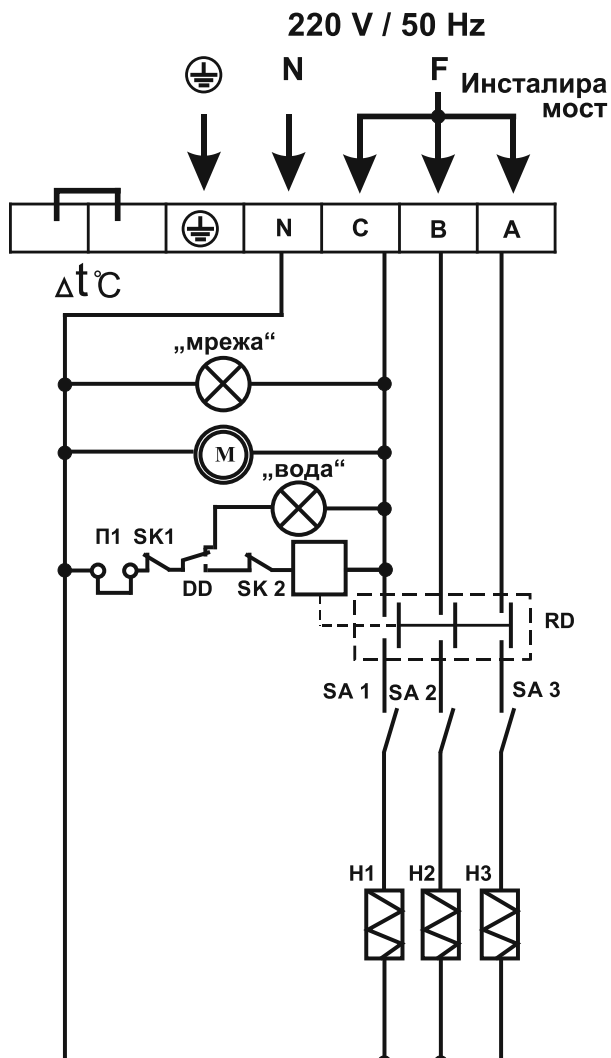 220 V / 50 Hz
N
F
Инсталира
мост
N
C
B
A
Δt°C
„мрежа“
M
„вода“
П1
SK1
DD
SK 2
RD
SA 1
SA 2
SA 3
H1
H2
H3